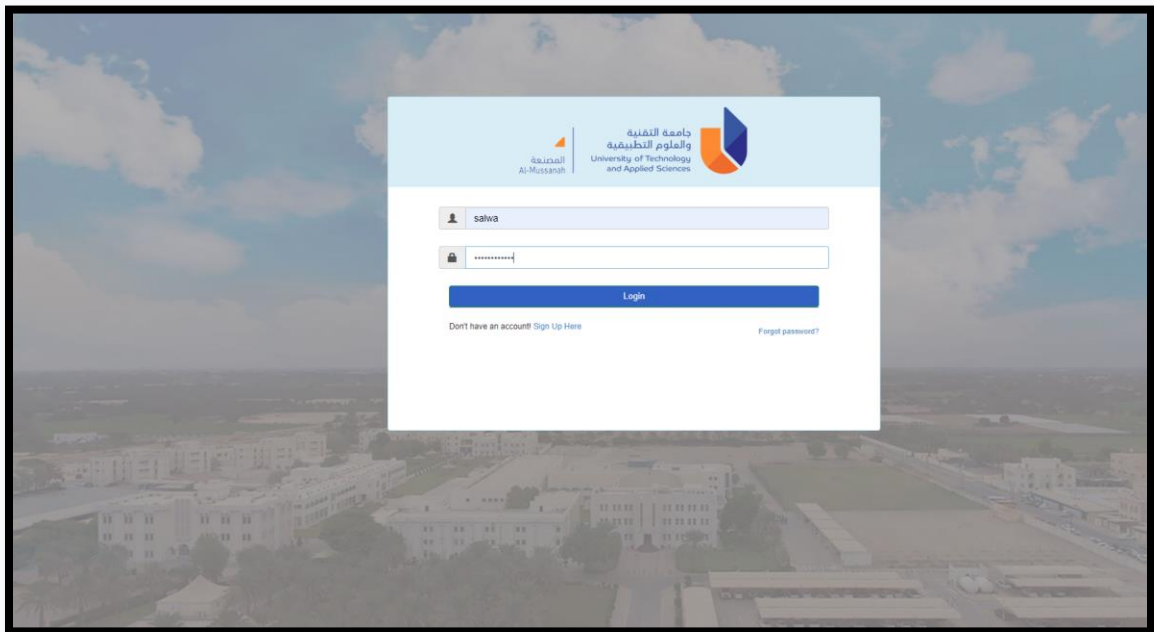 جامعة التقنية
والعلوم التطبيقية
University of Technology
and Applied Sciences
المصنعة
Al-Mussanah
salwa
••••••••••••
Login
Don't have an account! Sign Up Here
Forgot password?